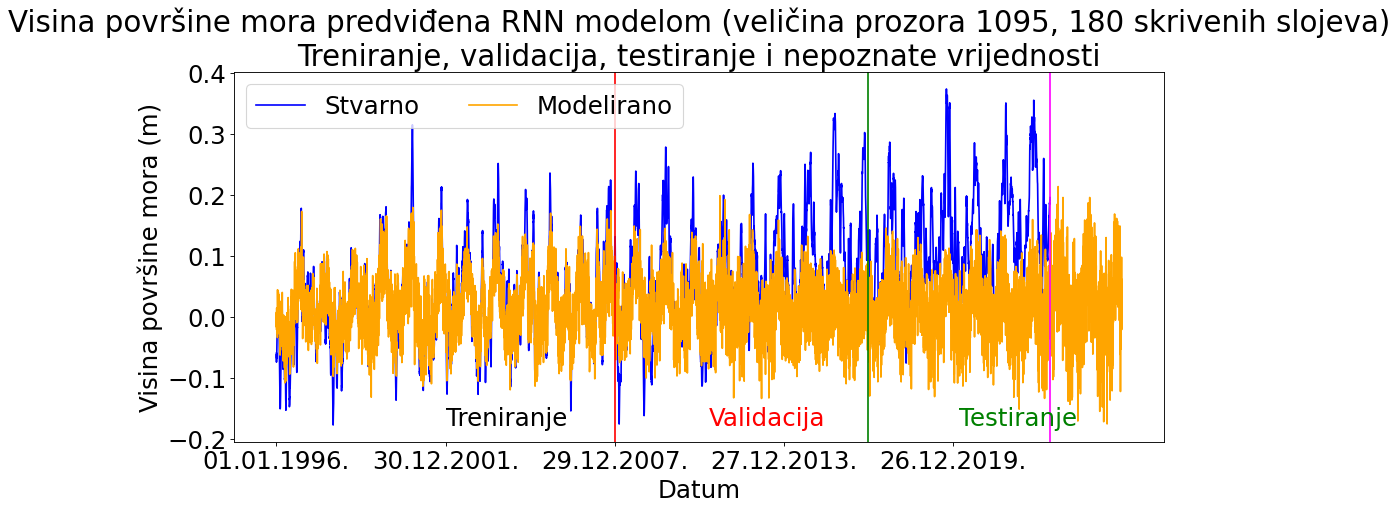 Visina površine mora predviđena RNN modelom (veličina prozora 1095, 180 skrivenih slojeva)
Treniranje, validacija, testiranje i nepoznate vrijednosti
Stvarno
Modelirano
Visina površine mora (m)
0.4
0.3
0.2
0.1
0.0
−0.1
−0.2
Treniranje
Validacija
Testiranje
01.01.1996.
30.12.2001.
29.12.2007.
27.12.2013.
26.12.2019.
Datum